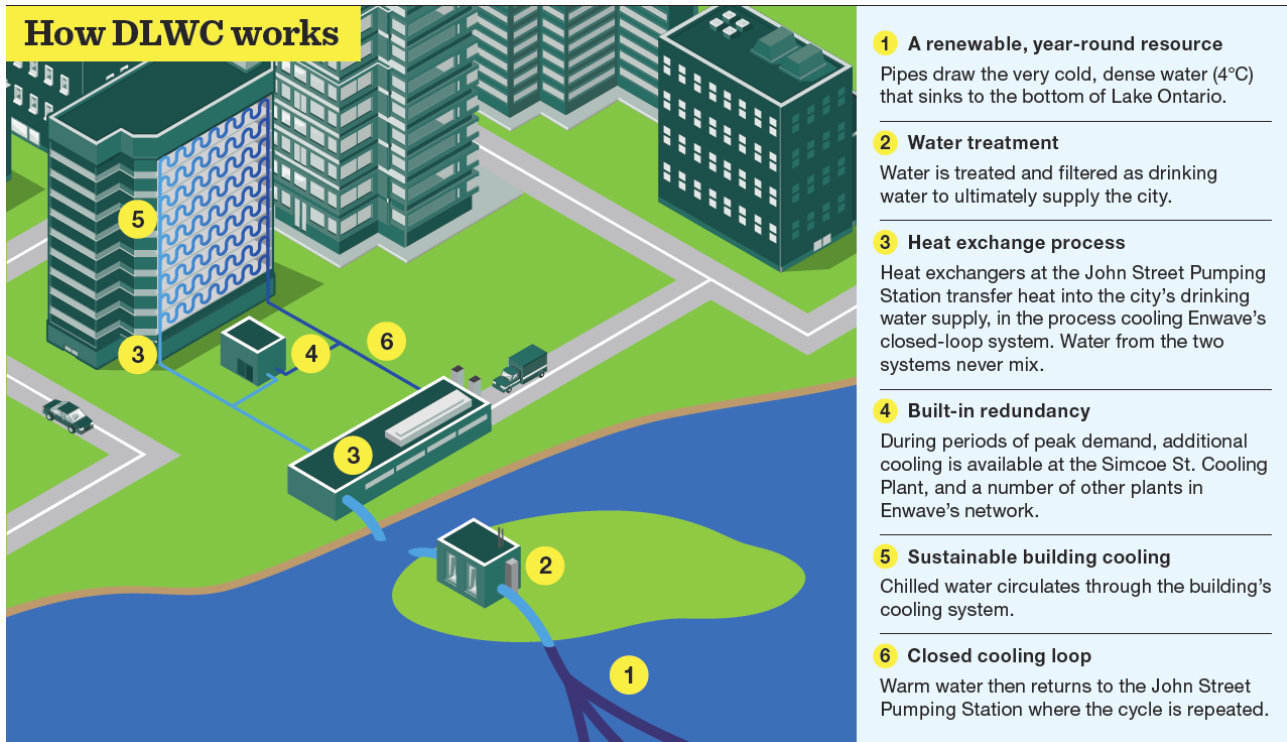 How DLWC works
1 A renewable, year-round resource
Pipes draw the very cold, dense water (4°C)
that sinks to the bottom of Lake Ontario.
2 Water treatment
Water is treated and filtered as drinking
water to ultimately supply the city.
3 Heat exchange process
Heat exchangers at the John Street Pumping
Station transfer heat into the city’s drinking
water supply, in the process cooling Enwave’s
closed-loop system. Water from the two
systems never mix.
4 Built-in redundancy
During periods of peak demand, additional
cooling is available at the Simcoe St. Cooling
Plant, and a number of other plants in
Enwave’s network.
5 Sustainable building cooling
Chilled water circulates through the building’s
cooling system.
6 Closed cooling loop
Warm water then returns to the John Street
Pumping Station where the cycle is repeated.
5
3
4
6
3
2
1